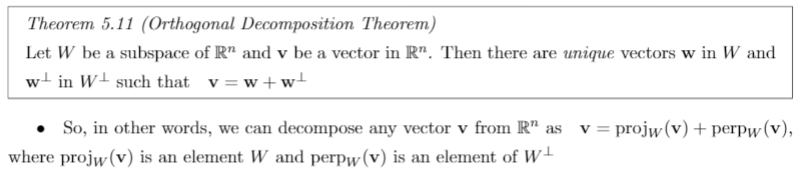 Theorem 5.11 (Orthogonal Decomposition Theorem)
Let W be a subspace of ℝⁿ and v be a vector in ℝⁿ. Then there are unique vectors w in W and
w⊥ in W⊥ such that v = w + w⊥
• So, in other words, we can decompose any vector v from ℝⁿ as v = proj_W(v) + perp_W(v),
where proj_W(v) is an element W and perp_W(v) is an element of W⊥